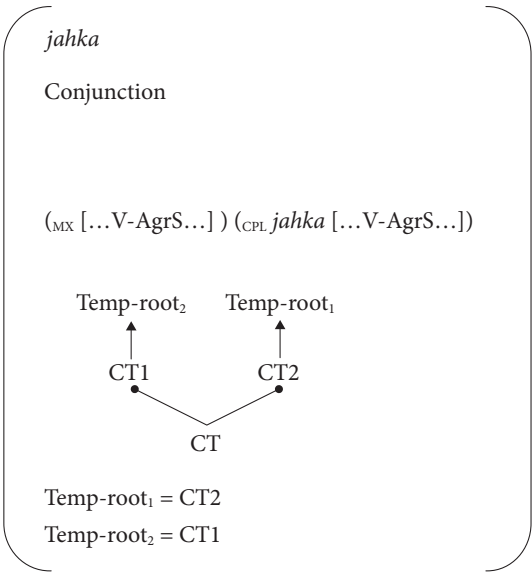 jahka
Conjunction
(MX […V-AgrS…] ) (CPL jahka […V-AgrS…])
Temp-root₂ Temp-root₁
CT1 CT2
CT
Temp-root₁ = CT2
Temp-root₂ = CT1